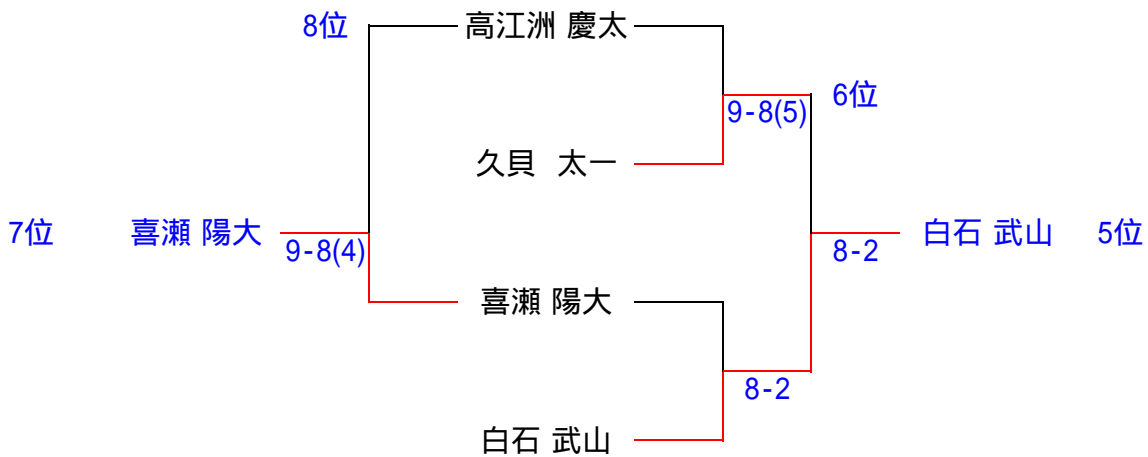 8位 高江洲 慶太
9-8(5) 6位
久貝 太一
7位 喜瀬 陽大 9-8(4) 8-2 白石 武山 5位
喜瀬 陽大
8-2
白石 武山